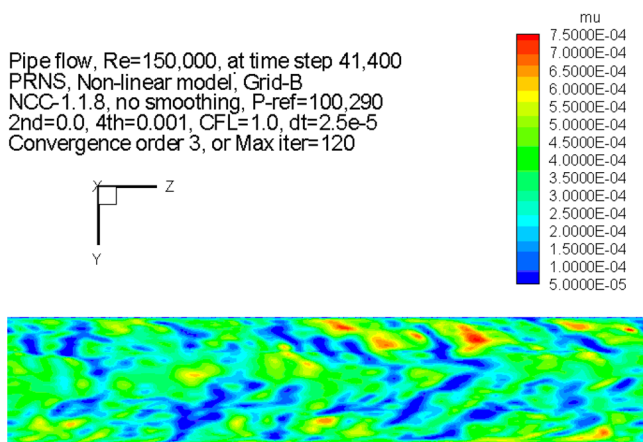 mu
Pipe flow, Re=150,000, at time step 41,400
PRNS, Non-linear model, Grid-B
NCC-1.1.8, no smoothing, P-ref=100,290
2nd=0.0, 4th=0.001, CFL=1.0, dt=2.5e-5
Convergence order 3, or Max iter=120
7.5000E-04
7.0000E-04
6.5000E-04
6.0000E-04
5.5000E-04
5.0000E-04
4.5000E-04
4.0000E-04
3.5000E-04
3.0000E-04
2.5000E-04
2.0000E-04
1.5000E-04
1.0000E-04
5.0000E-05
X Z
Y